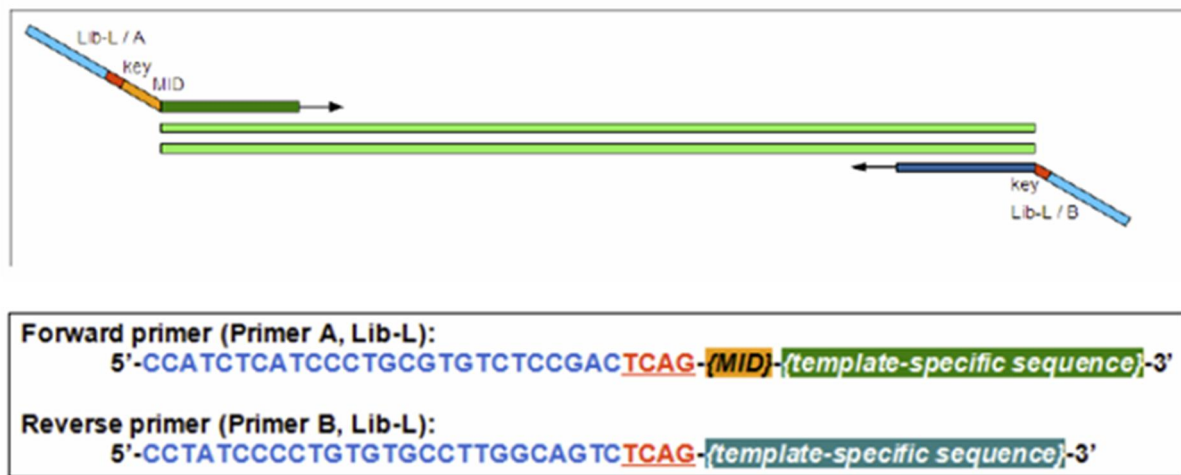 Lib-L / A
key
MID
key
Lib-L / B
Forward primer (Primer A, Lib-L):
5’-CCATCTCATCCCTGCGTGTCTCCGACTCAG-{MID}-{template-specific sequence}-3’
Reverse primer (Primer B, Lib-L):
5’-CCTATCCCCTGTGTGCCTTGGCAGTCTCAG-{template-specific sequence}-3’